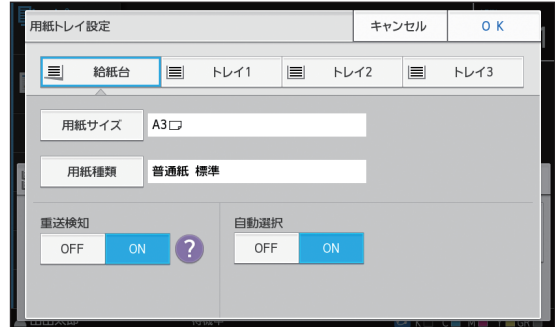 用紙トレイ設定
キャンセル
OK
給紙台
トレイ1
トレイ2
トレイ3
用紙サイズ
A3
用紙種類
普通紙 標準
重送検知
自動選択
OFF
ON
?
OFF
ON